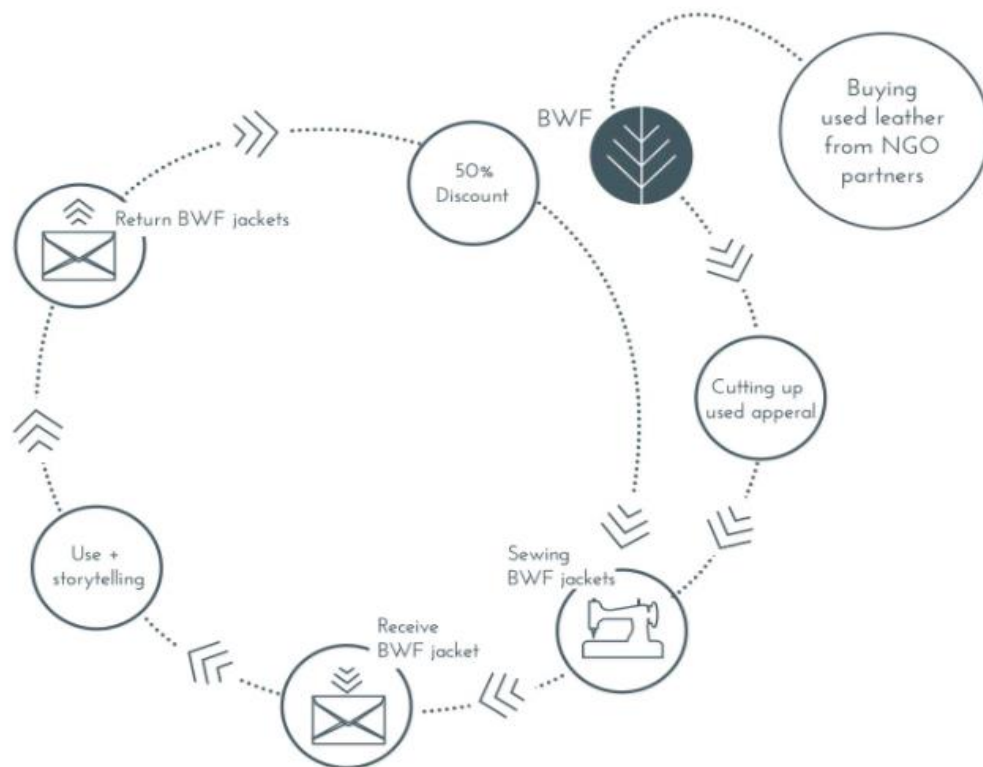 BWF
Buying
used leather
from NGO
partners
50%
Discount
Return BWF jackets
Cutting up
used apperal
Sewing
BWF jackets
Use +
storytelling
Receive
BWF jacket